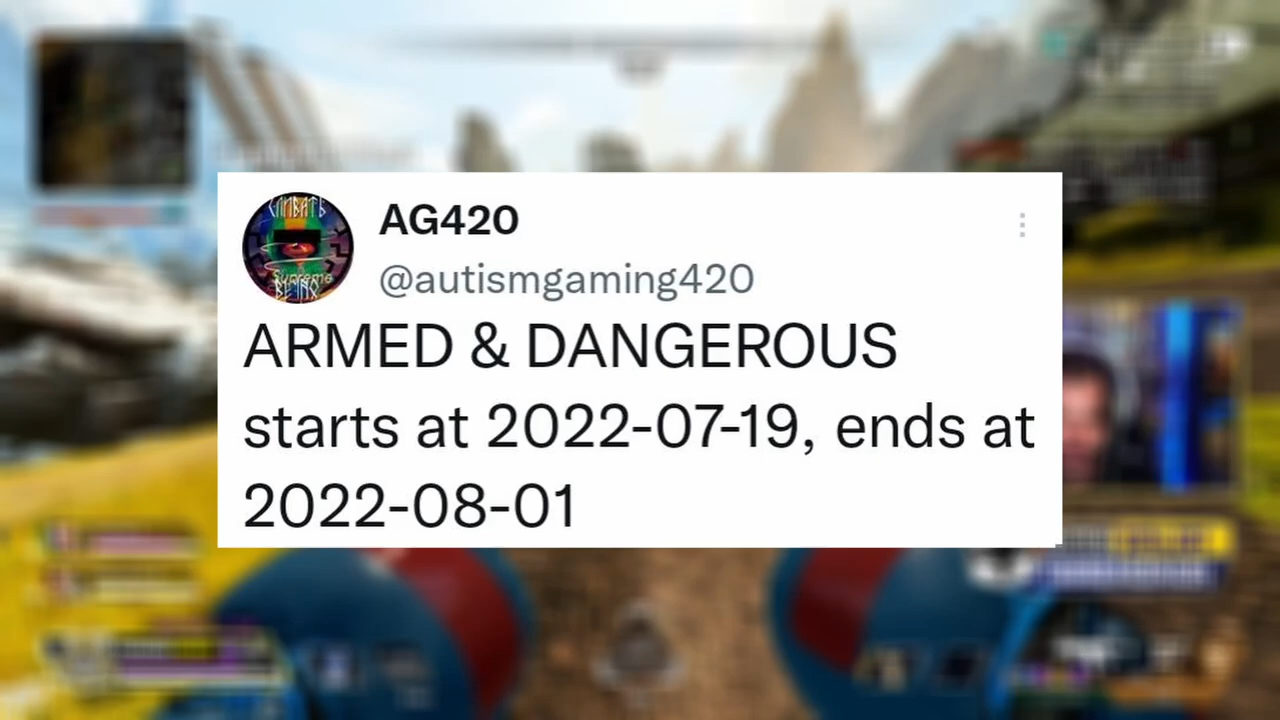 AG420
@autismgaming420
ARMED & DANGEROUS
starts at 2022-07-19, ends at
2022-08-01